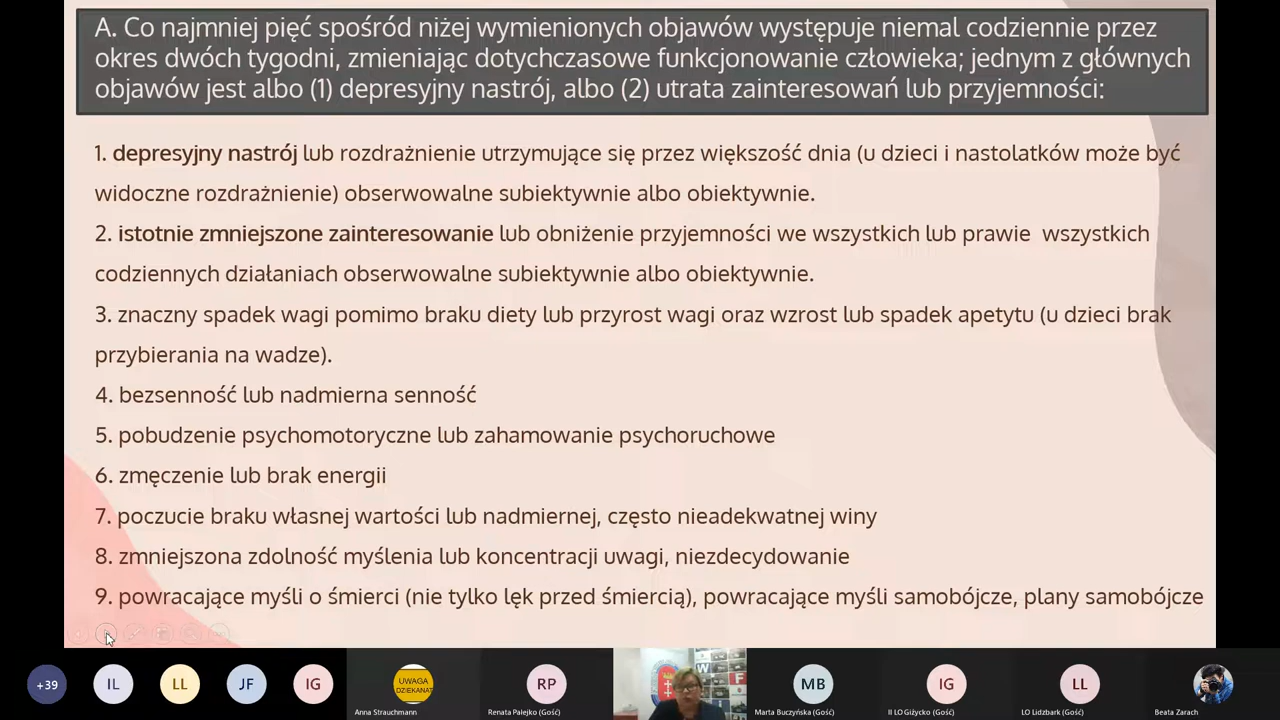 A. Co najmniej pięć spośród niżej wymienionych objawów występuje niemal codziennie przez
okres dwóch tygodni, zmieniając dotychczasowe funkcjonowanie człowieka; jednym z głównych
objawów jest albo (1) depresyjny nastrój, albo (2) utrata zainteresowań lub przyjemności:
1. depresyjny nastrój lub rozdrażnienie utrzymujące się przez większość dnia (u dzieci i nastolatków może być
widoczne rozdrażnienie) obserwowalne subiektywnie albo obiektywnie.
2. istotnie zmniejszone zainteresowanie lub obniżenie przyjemności we wszystkich lub prawie  wszystkich
codziennych działaniach obserwowalne subiektywnie albo obiektywnie.
3. znaczny spadek wagi pomimo braku diety lub przyrost wagi oraz wzrost lub spadek apetytu (u dzieci brak
przybierania na wadze).
4. bezsenność lub nadmierna senność
5. pobudzenie psychomotoryczne lub zahamowanie psychoruchowe
6. zmęczenie lub brak energii
7. poczucie braku własnej wartości lub nadmiernej, często nieadekwatnej winy
8. zmniejszona zdolność myślenia lub koncentracji uwagi, niezdecydowanie
9. powracające myśli o śmierci (nie tylko lęk przed śmiercią), powracające myśli samobójcze, plany samobójcze
+39
IL
LL
JF
IG
UWAGA
DZIEKANAT
Anna Strauchmann
RP
Renata Palejko (Gość)
W
F
MB
Marta Buczyńska (Gość)
IG
II LO Giżycko (Gość)
LL
LO Lidzbark (Gość)
Beata Zarach